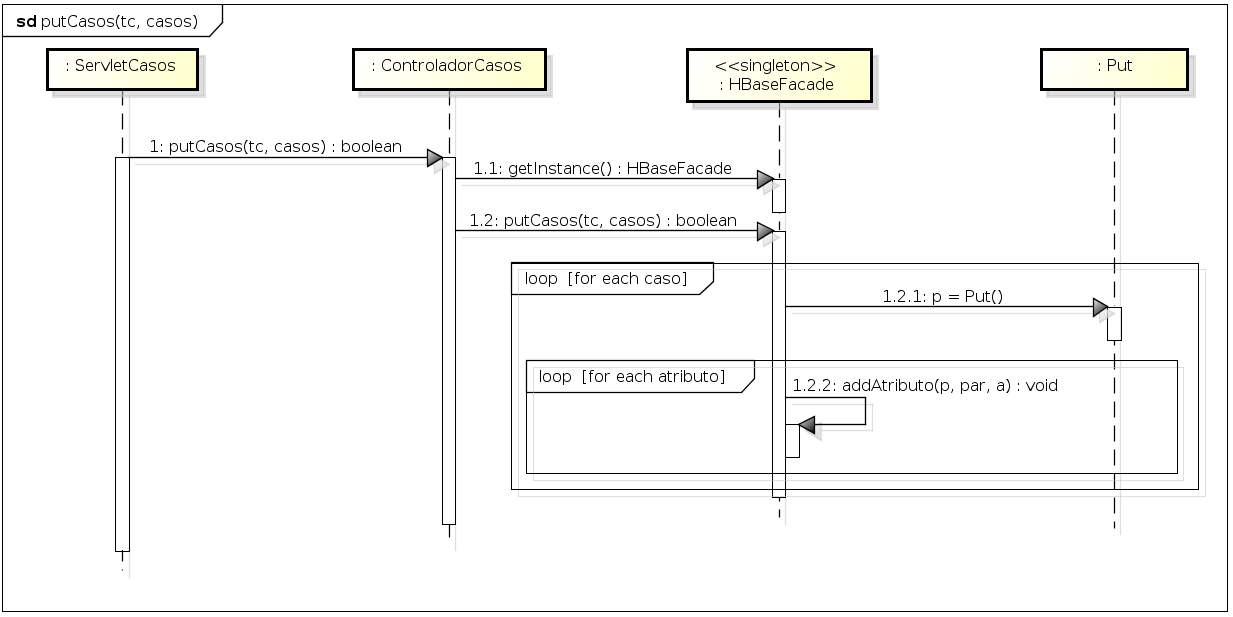 sd putCasos(tc, casos)
: ServletCasos
: ControladorCasos
<<singleton>>
: HBaseFacade
: Put
1: putCasos(tc, casos) : boolean
1.1: getInstance() : HBaseFacade
1.2: putCasos(tc, casos) : boolean
loop [for each caso]
1.2.1: p = Put()
loop [for each atributo]
1.2.2: addAtributo(p, par, a) : void